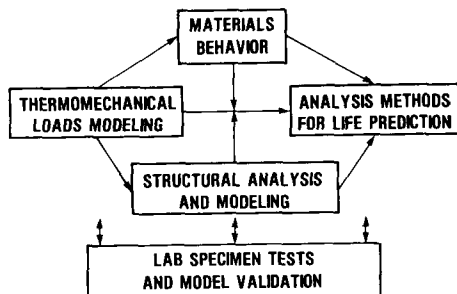 MATERIALS
BEHAVIOR
THERMOMECHANICAL
LOADS MODELING
ANALYSIS METHODS
FOR LIFE PREDICTION
STRUCTURAL ANALYSIS
AND MODELING
LAB SPECIMEN TESTS
AND MODEL VALIDATION